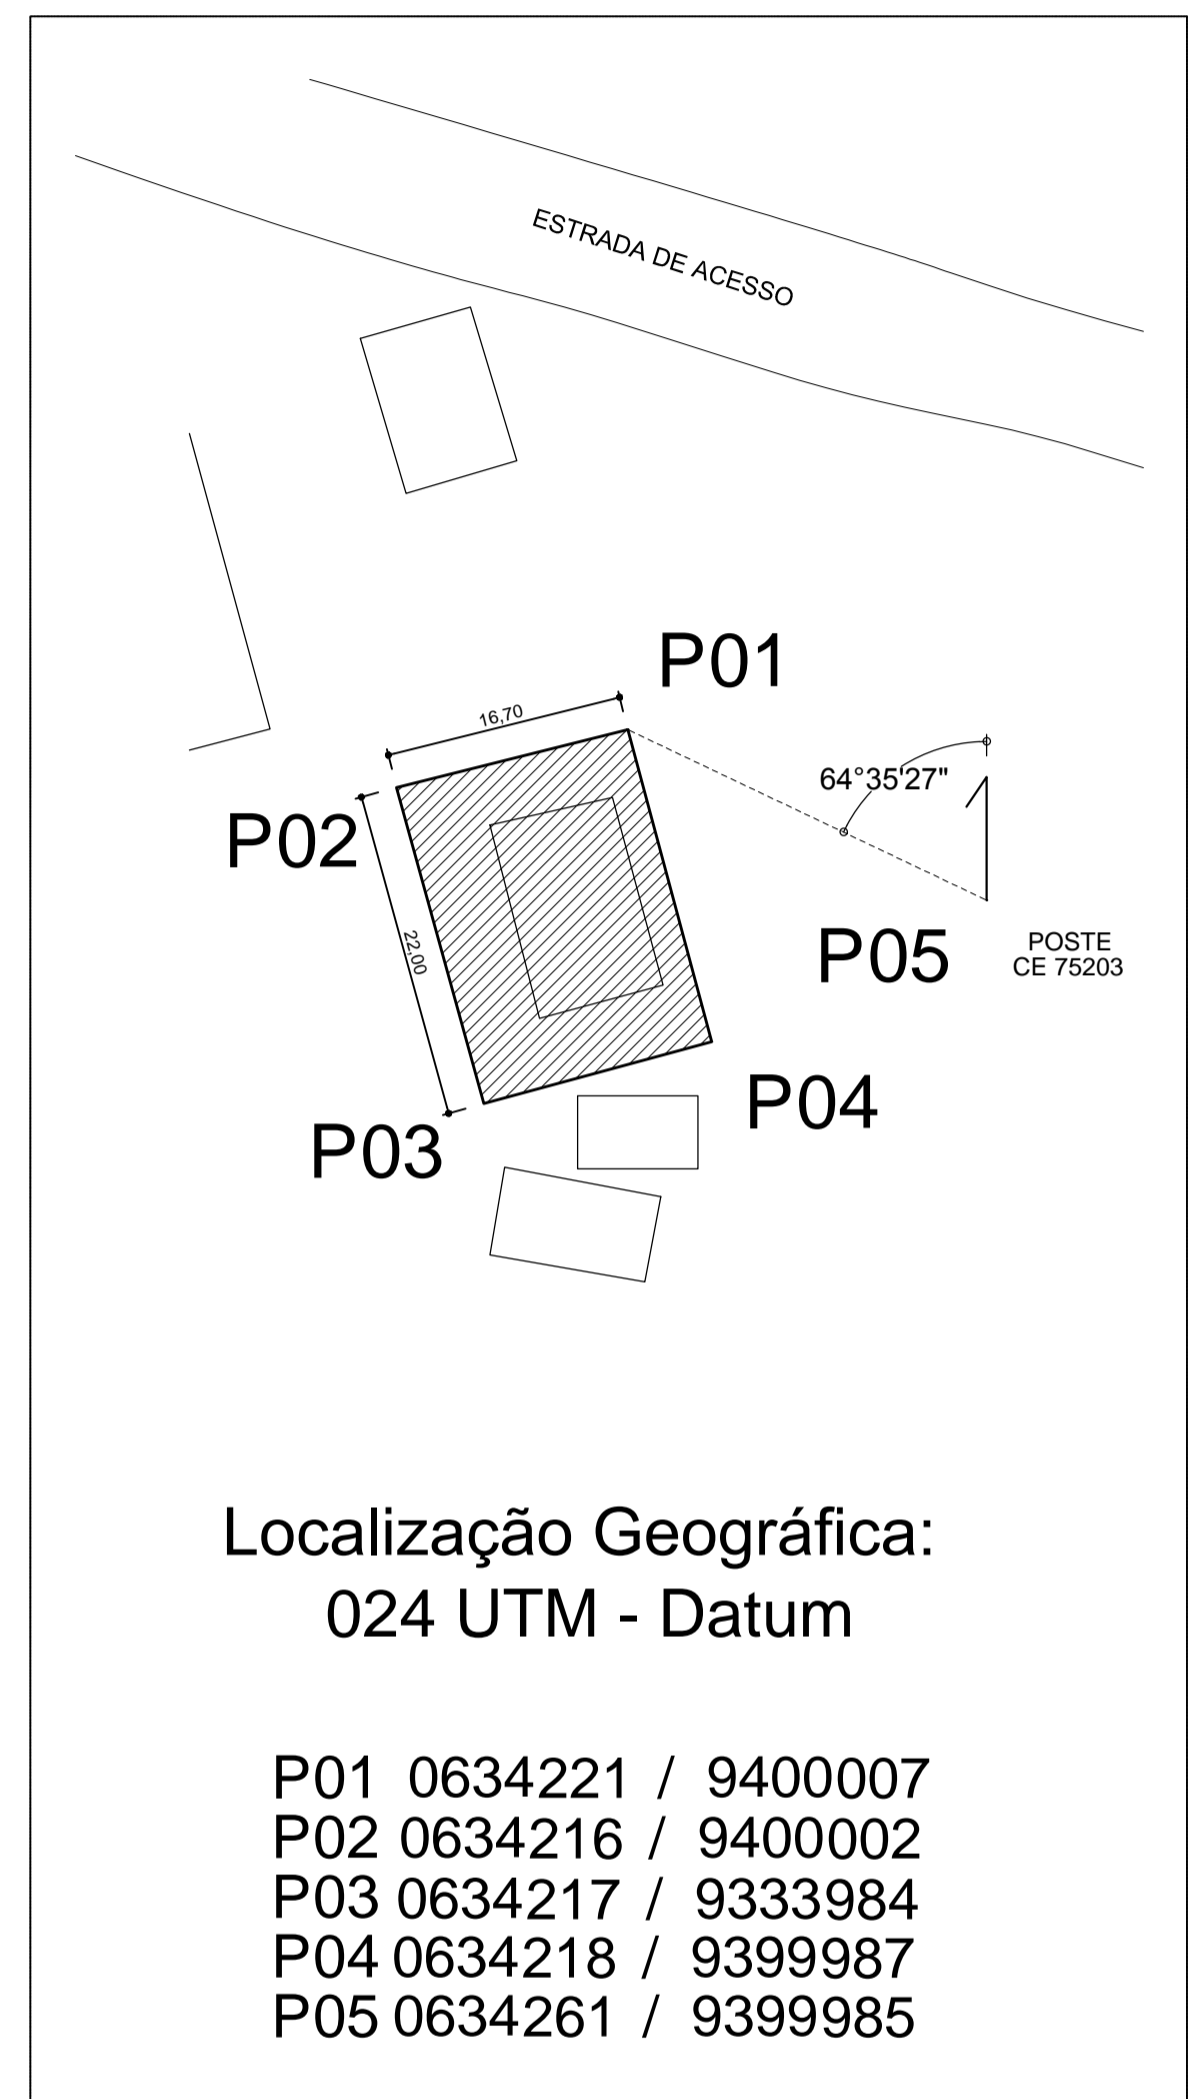 ESTRADA DE ACESSO
P01
16,70
64°35'27"
P02
22,00
P05
POSTE
CE 75203
P04
P03
Localização Geográfica:
024 UTM - Datum
P01 0634221 / 9400007
P02 0634216 / 9400002
P03 0634217 / 9333984
P04 0634218 / 9399987
P05 0634261 / 9399985